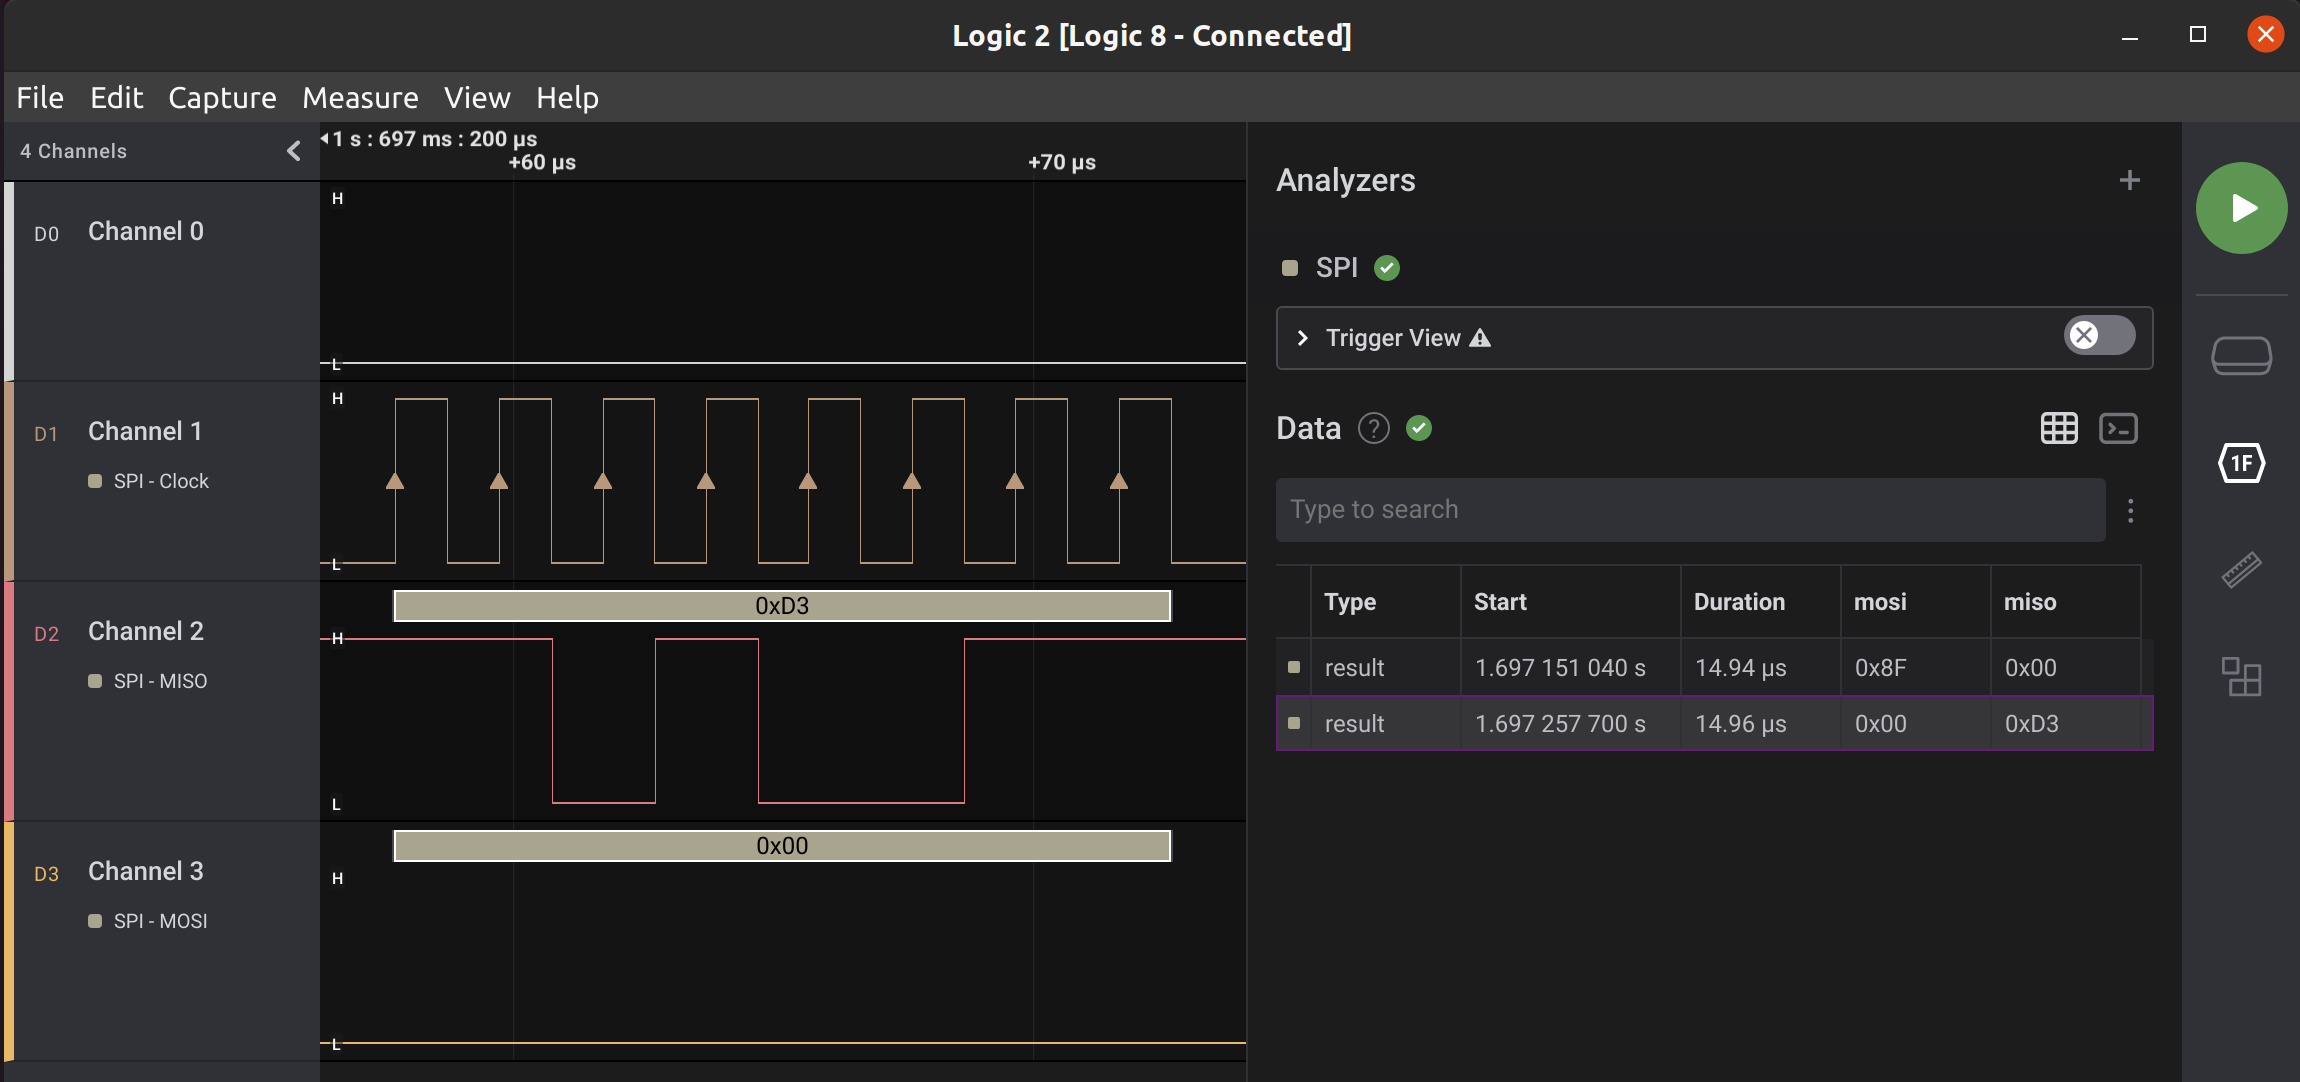 Logic 2 [Logic 8 - Connected]
File Edit Capture Measure View Help
4 Channels
1 s : 697 ms : 200 µs
+60 µs +70 µs
D0 Channel 0
H
L
D1 Channel 1
SPI - Clock
H
L
D2 Channel 2
SPI - MISO
0xD3
H
L
D3 Channel 3
SPI - MOSI
0x00
H
L
Analyzers
SPI
Trigger View
Data ?
Type to search
Type Start Duration mosi miso
result 1.697 151 040 s 14.94 µs 0x8F 0x00
result 1.697 257 700 s 14.96 µs 0x00 0xD3
1F